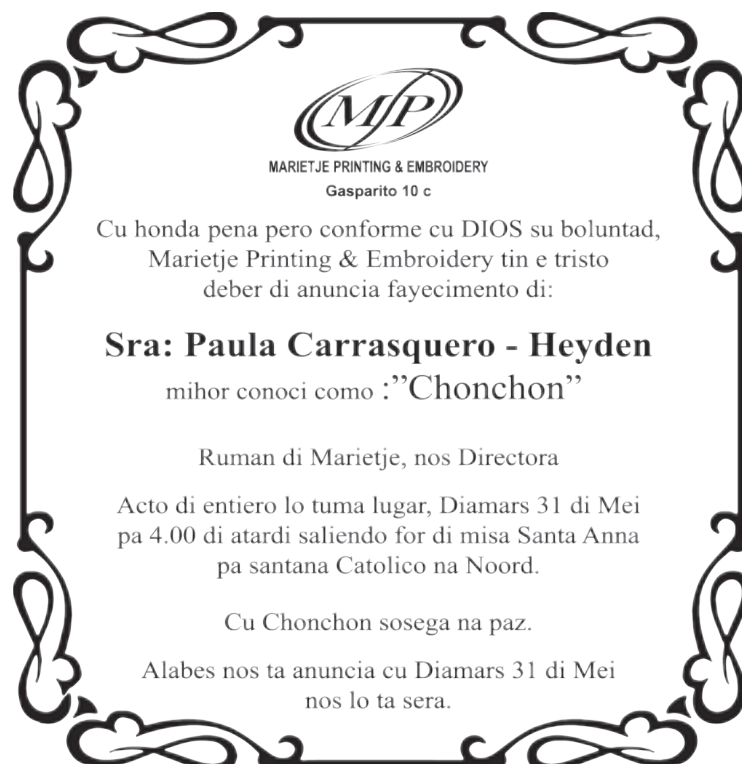 MfP
MARIETJE PRINTING & EMBROIDERY
Gasparito 10 c
Cu honda pena pero conforme cu DIOS su boluntad,
Marietje Printing & Embroidery tin e tristo
deber di anuncia fayecimento di:
Sra: Paula Carrasquero - Heyden
mihor conoci como :”Chonchon”
Ruman di Marietje, nos Directora
Acto di entiero lo tuma lugar, Diamars 31 di Mei
pa 4.00 di atardi saliendo for di misa Santa Anna
pa santana Catolico na Noord.
Cu Chonchon sosega na paz.
Alabes nos ta anuncia cu Diamars 31 di Mei
nos lo ta sera.